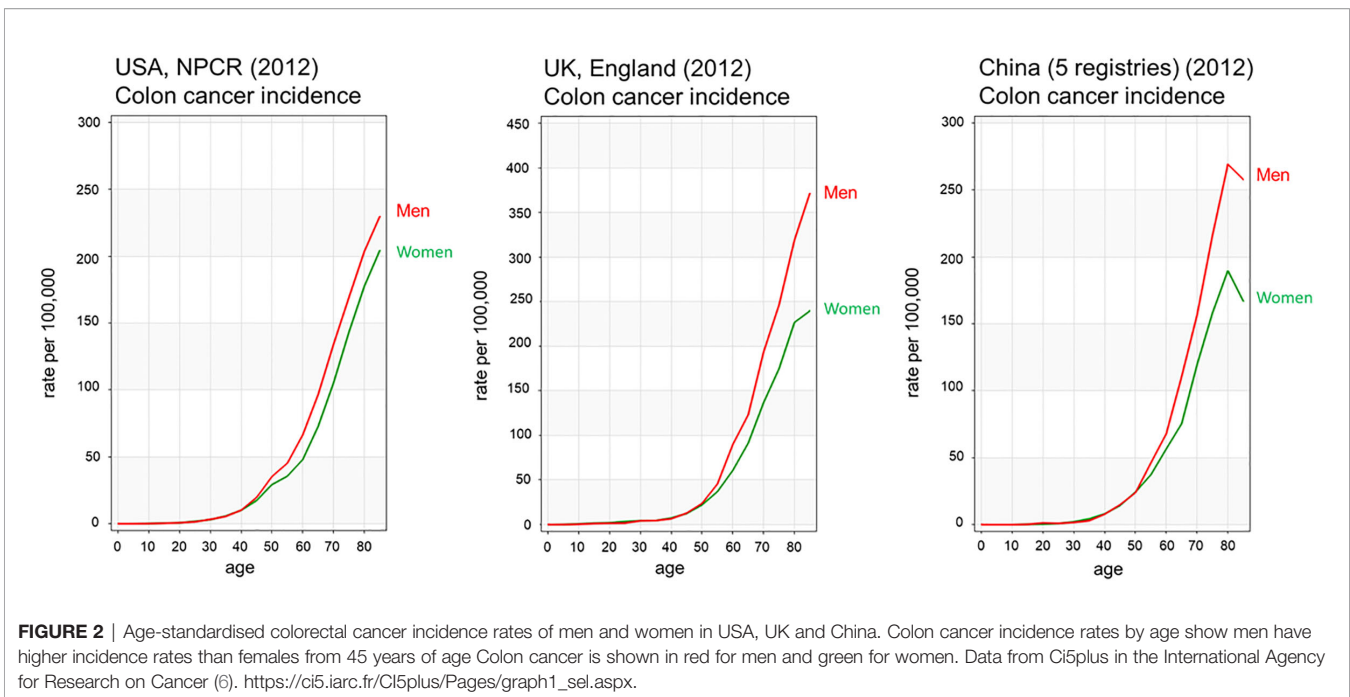 USA, NPCR (2012)
Colon cancer incidence
300
250
200
150
100
50
0
rate per 100,000
0 10 20 30 40 50 60 70 80
age
Men
Women
UK, England (2012)
Colon cancer incidence
450
400
350
300
250
200
150
100
50
0
rate per 100,000
0 10 20 30 40 50 60 70 80
age
Men
Women
China (5 registries) (2012)
Colon cancer incidence
300
250
200
150
100
50
0
rate per 100,000
0 10 20 30 40 50 60 70 80
age
Men
Women
FIGURE 2 | Age-standardised colorectal cancer incidence rates of men and women in USA, UK and China. Colon cancer incidence rates by age show men have
higher incidence rates than females from 45 years of age Colon cancer is shown in red for men and green for women. Data from Ci5plus in the International Agency
for Research on Cancer (6). https://ci5.iarc.fr/CI5plus/Pages/graph1_sel.aspx.